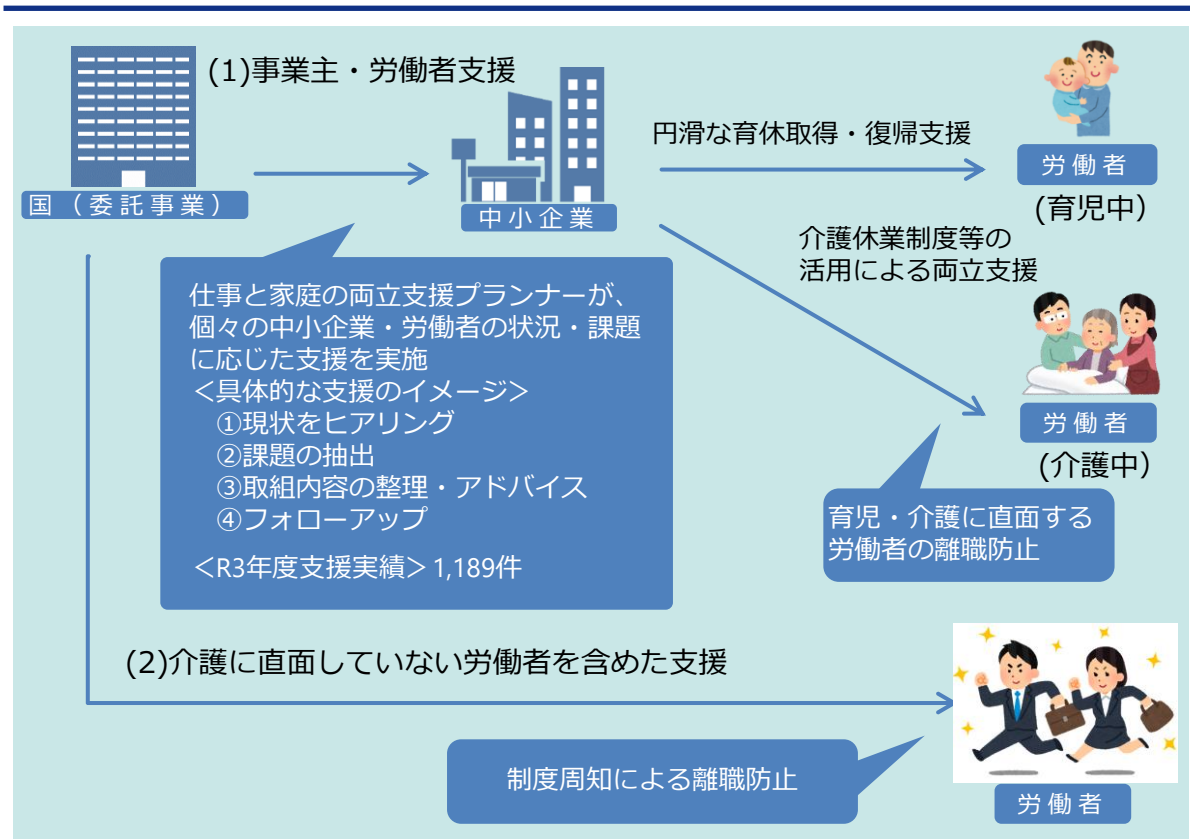 (1)事業主・労働者支援
国（委託事業）
中小企業
円滑な育休取得・復帰支援
労働者
(育児中)
介護休業制度等の
活用による両立支援
労働者
(介護中)
仕事と家庭の両立支援プランナーが、
個々の中小企業・労働者の状況・課題
に応じた支援を実施
＜具体的な支援のイメージ＞
①現状をヒアリング
②課題の抽出
③取組内容の整理・アドバイス
④フォローアップ
＜R3年度支援実績＞1,189件
育児・介護に直面する
労働者の離職防止
(2)介護に直面していない労働者を含めた支援
制度周知による離職防止
労働者